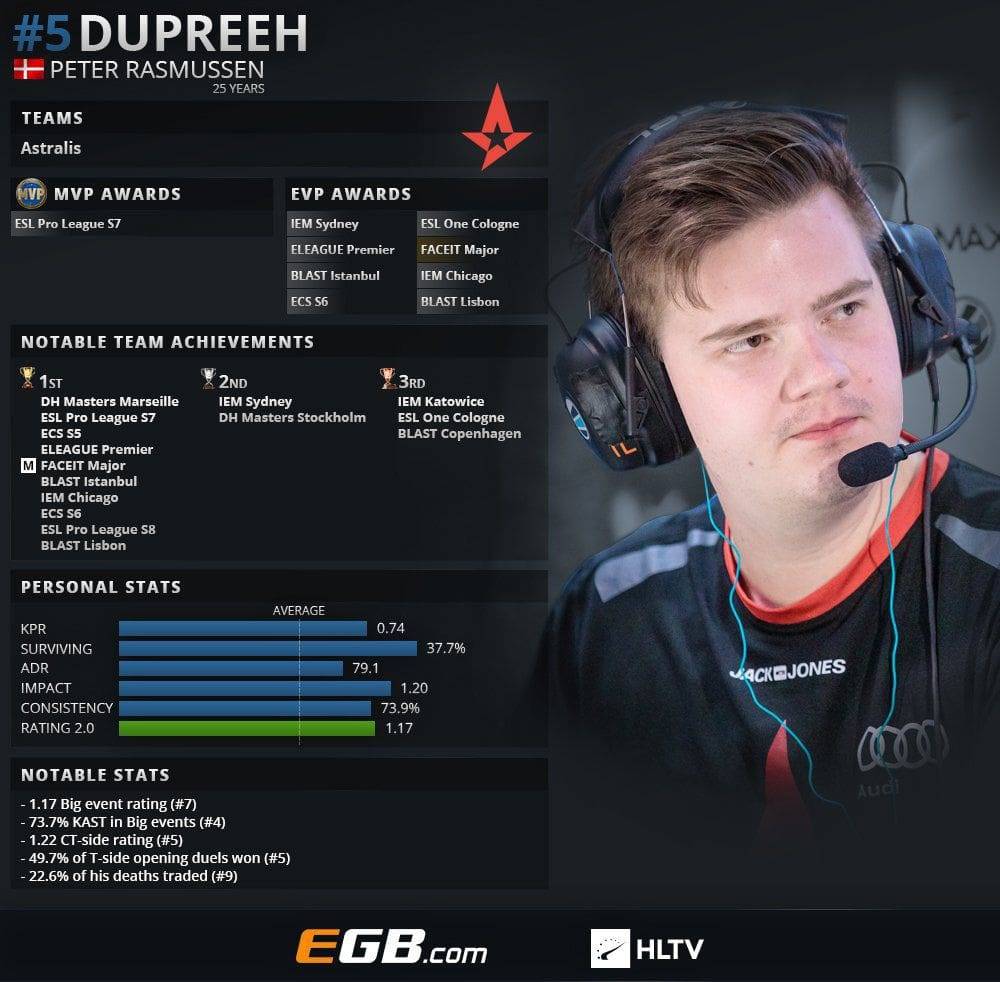 #5 DUPREEH
PETER RASMUSSEN
25 YEARS
TEAMS
Astralis
MVP MVP AWARDS
ESL Pro League S7
EVP AWARDS
IEM Sydney ESL One Cologne
ELEAGUE Premier FACEIT Major
BLAST Istanbul IEM Chicago
ECS S6 BLAST Lisbon
NOTABLE TEAM ACHIEVEMENTS
1ST
DH Masters Marseille
ESL Pro League S7
ECS S5
ELEAGUE Premier
M FACEIT Major
BLAST Istanbul
IEM Chicago
ECS S6
ESL Pro League S8
BLAST Lisbon
2ND
IEM Sydney
DH Masters Stockholm
3RD
IEM Katowice
ESL One Cologne
BLAST Copenhagen
PERSONAL STATS
AVERAGE
KPR 0.74
SURVIVING 37.7%
ADR 79.1
IMPACT 1.20
CONSISTENCY 73.9%
RATING 2.0 1.17
NOTABLE STATS
- 1.17 Big event rating (#7)
- 73.7% KAST in Big events (#4)
- 1.22 CT-side rating (#5)
- 49.7% of T-side opening duels won (#5)
- 22.6% of his deaths traded (#9)
MAX
JACK JONES
Audi
EGB.com
HLTV